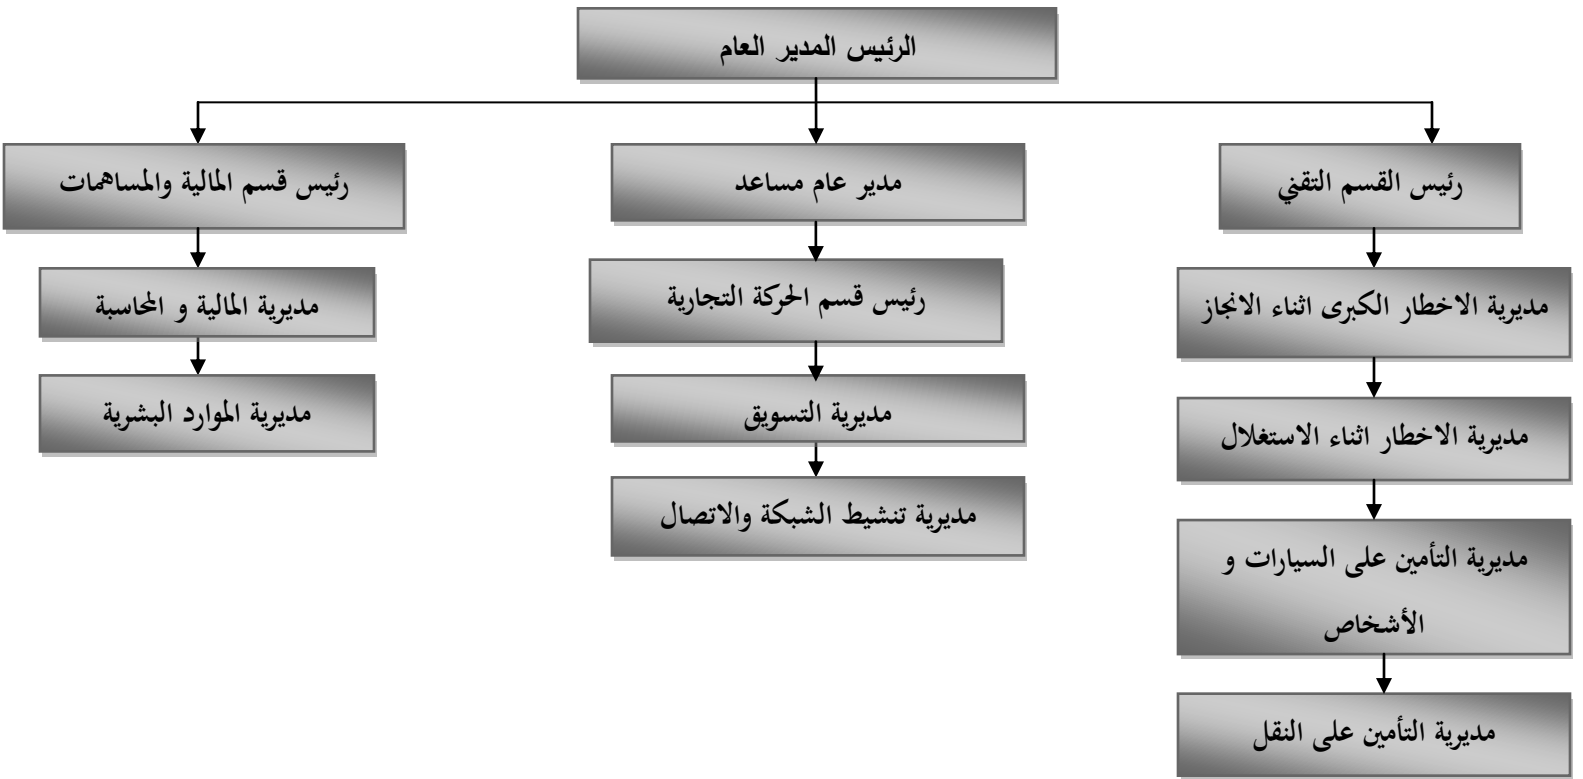 الرئيس المدير العام
رئيس القسم التقني
مدير عام مساعد
رئيس قسم المالية والمساهمات
مديرية الاخطار الكبرى اثناء الانجاز
رئيس قسم الحركة التجارية
مديرية المالية و المحاسبة
مديرية الاخطار اثناء الاستغلال
مديرية التسويق
مديرية الموارد البشرية
مديرية التأمين على السيارات و
الأشخاص
مديرية تنشيط الشبكة والاتصال
مديرية التأمين على النقل